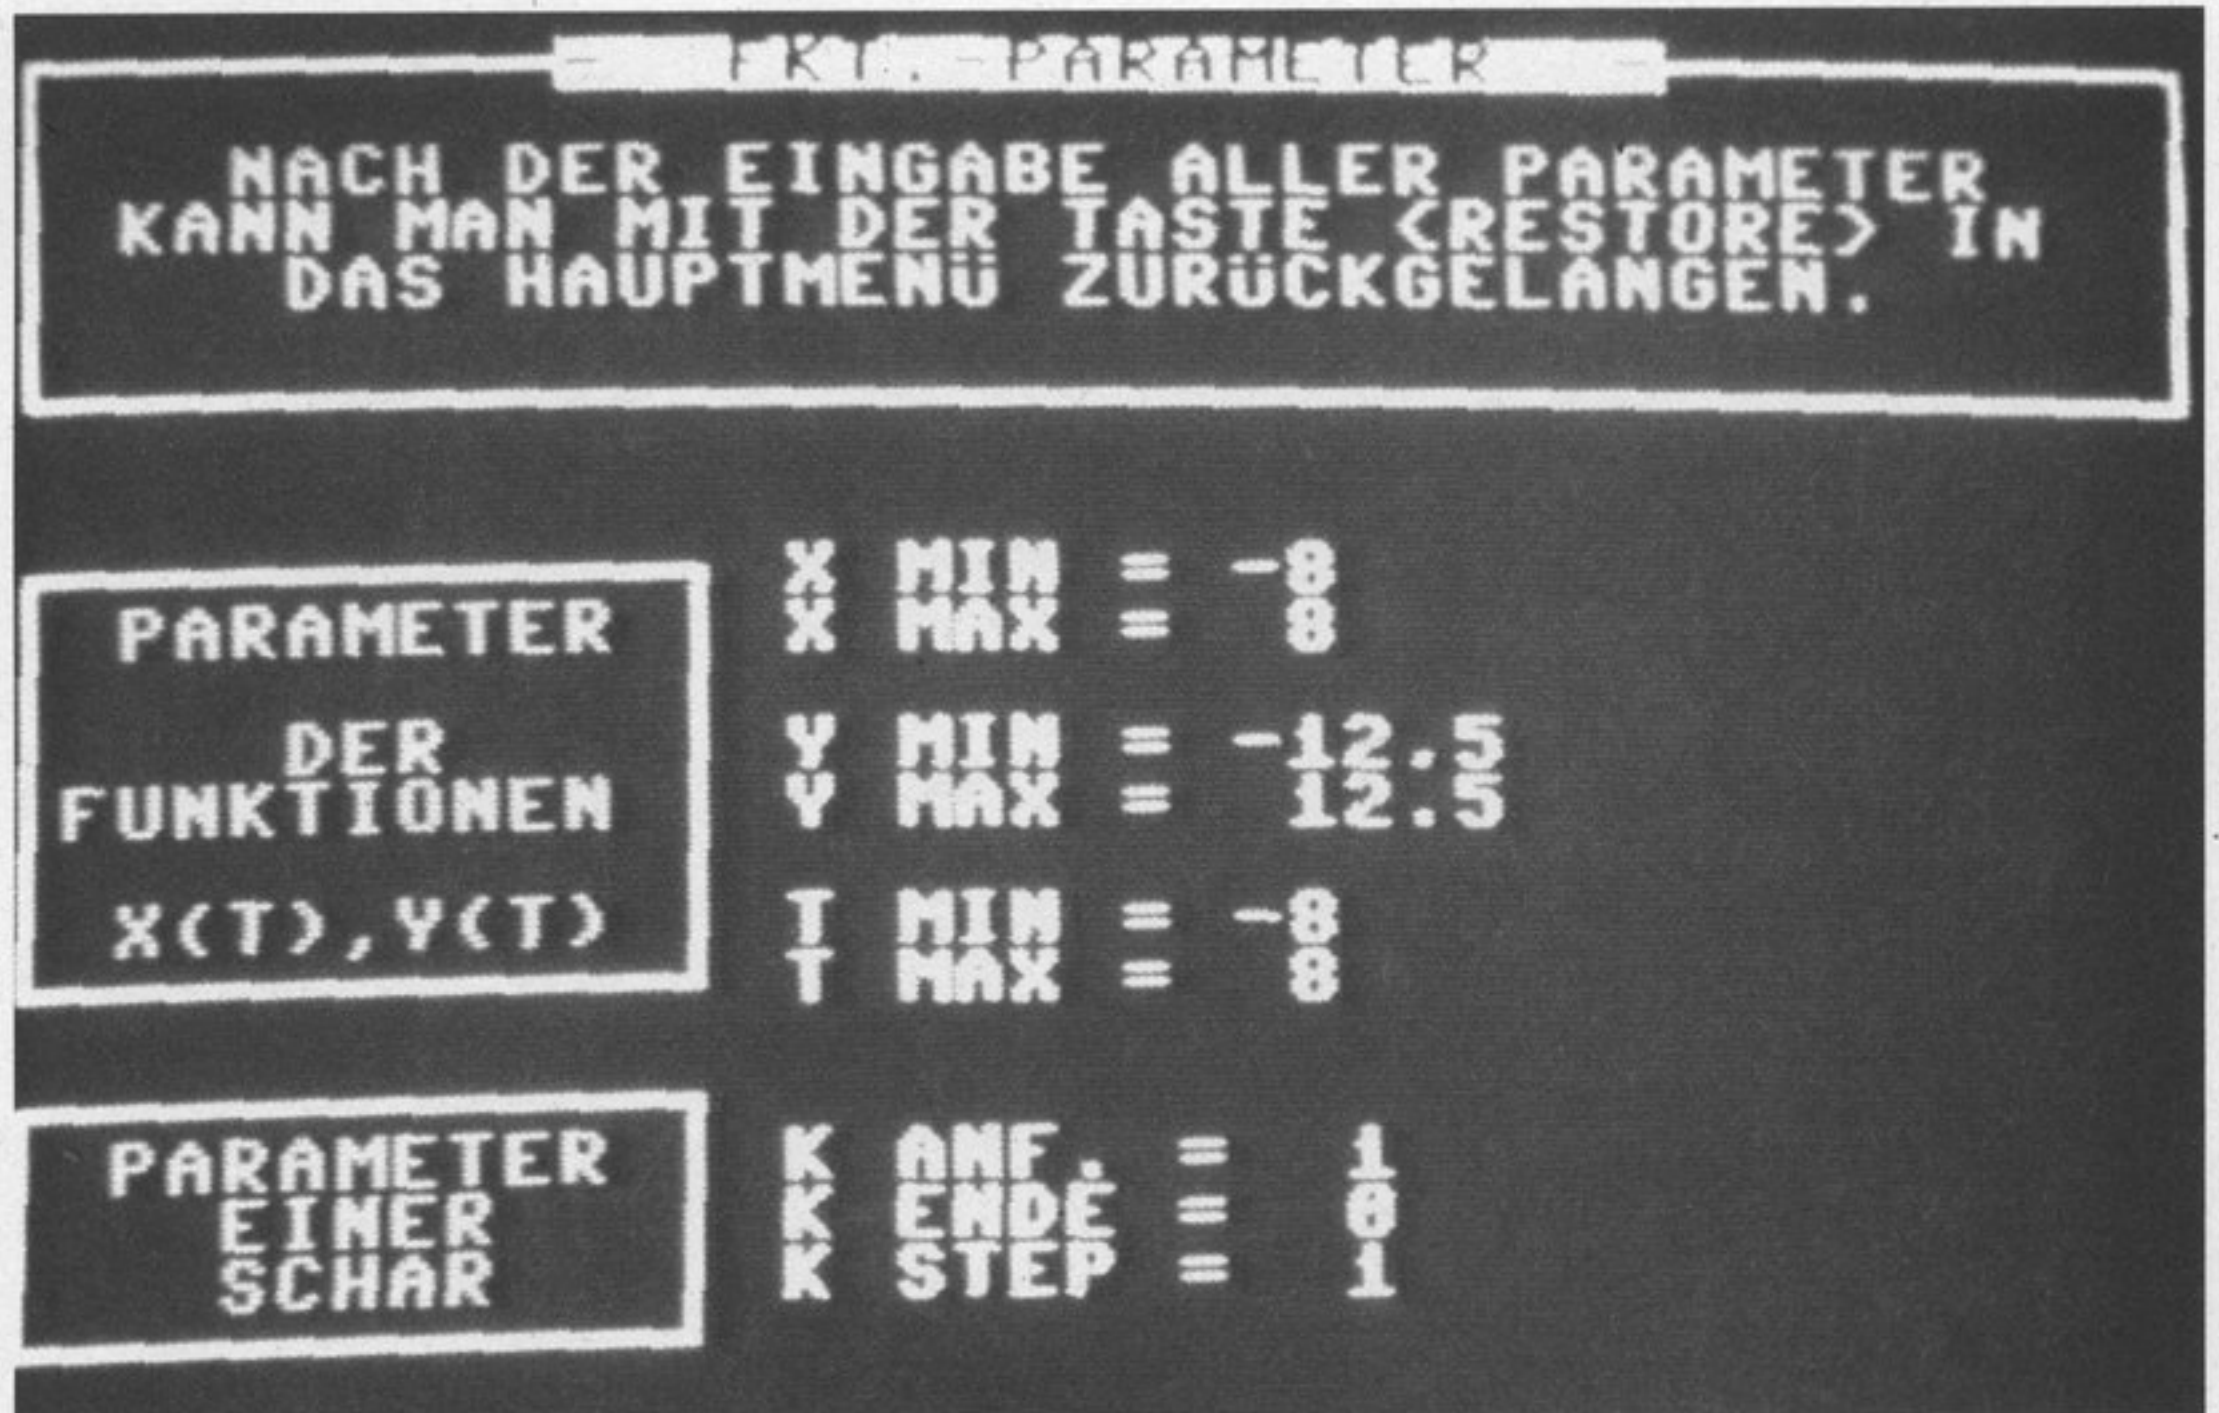 - FKT.-PARAMETER -
NACH DER EINGABE ALLER PARAMETER
KANN MAN MIT DER TASTE <RESTORE> IN
DAS HAUPTMENÜ ZURÜCKGELANGEN.
PARAMETER
DER
FUNKTIONEN
X(T),Y(T)
X MIN = -8
X MAX = 8
Y MIN = -12.5
Y MAX = 12.5
T MIN = -8
T MAX = 8
PARAMETER
EINER
SCHAR
K ANF. = 1
K ENDE = 0
K STEP = 1